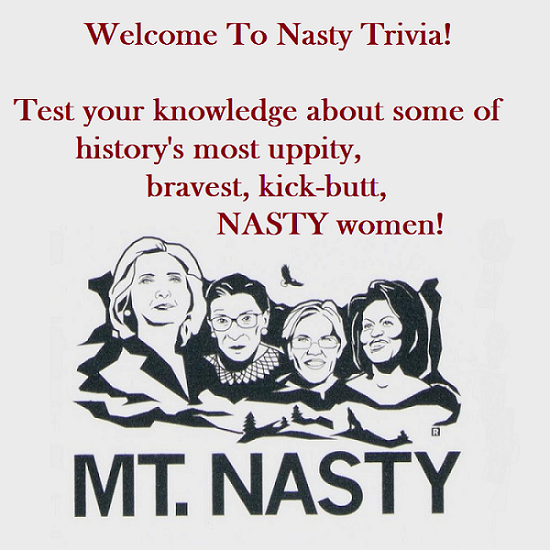 Welcome To Nasty Trivia!
Test your knowledge about some of
history's most uppity,
bravest, kick-butt,
NASTY women!
R
MT. NASTY